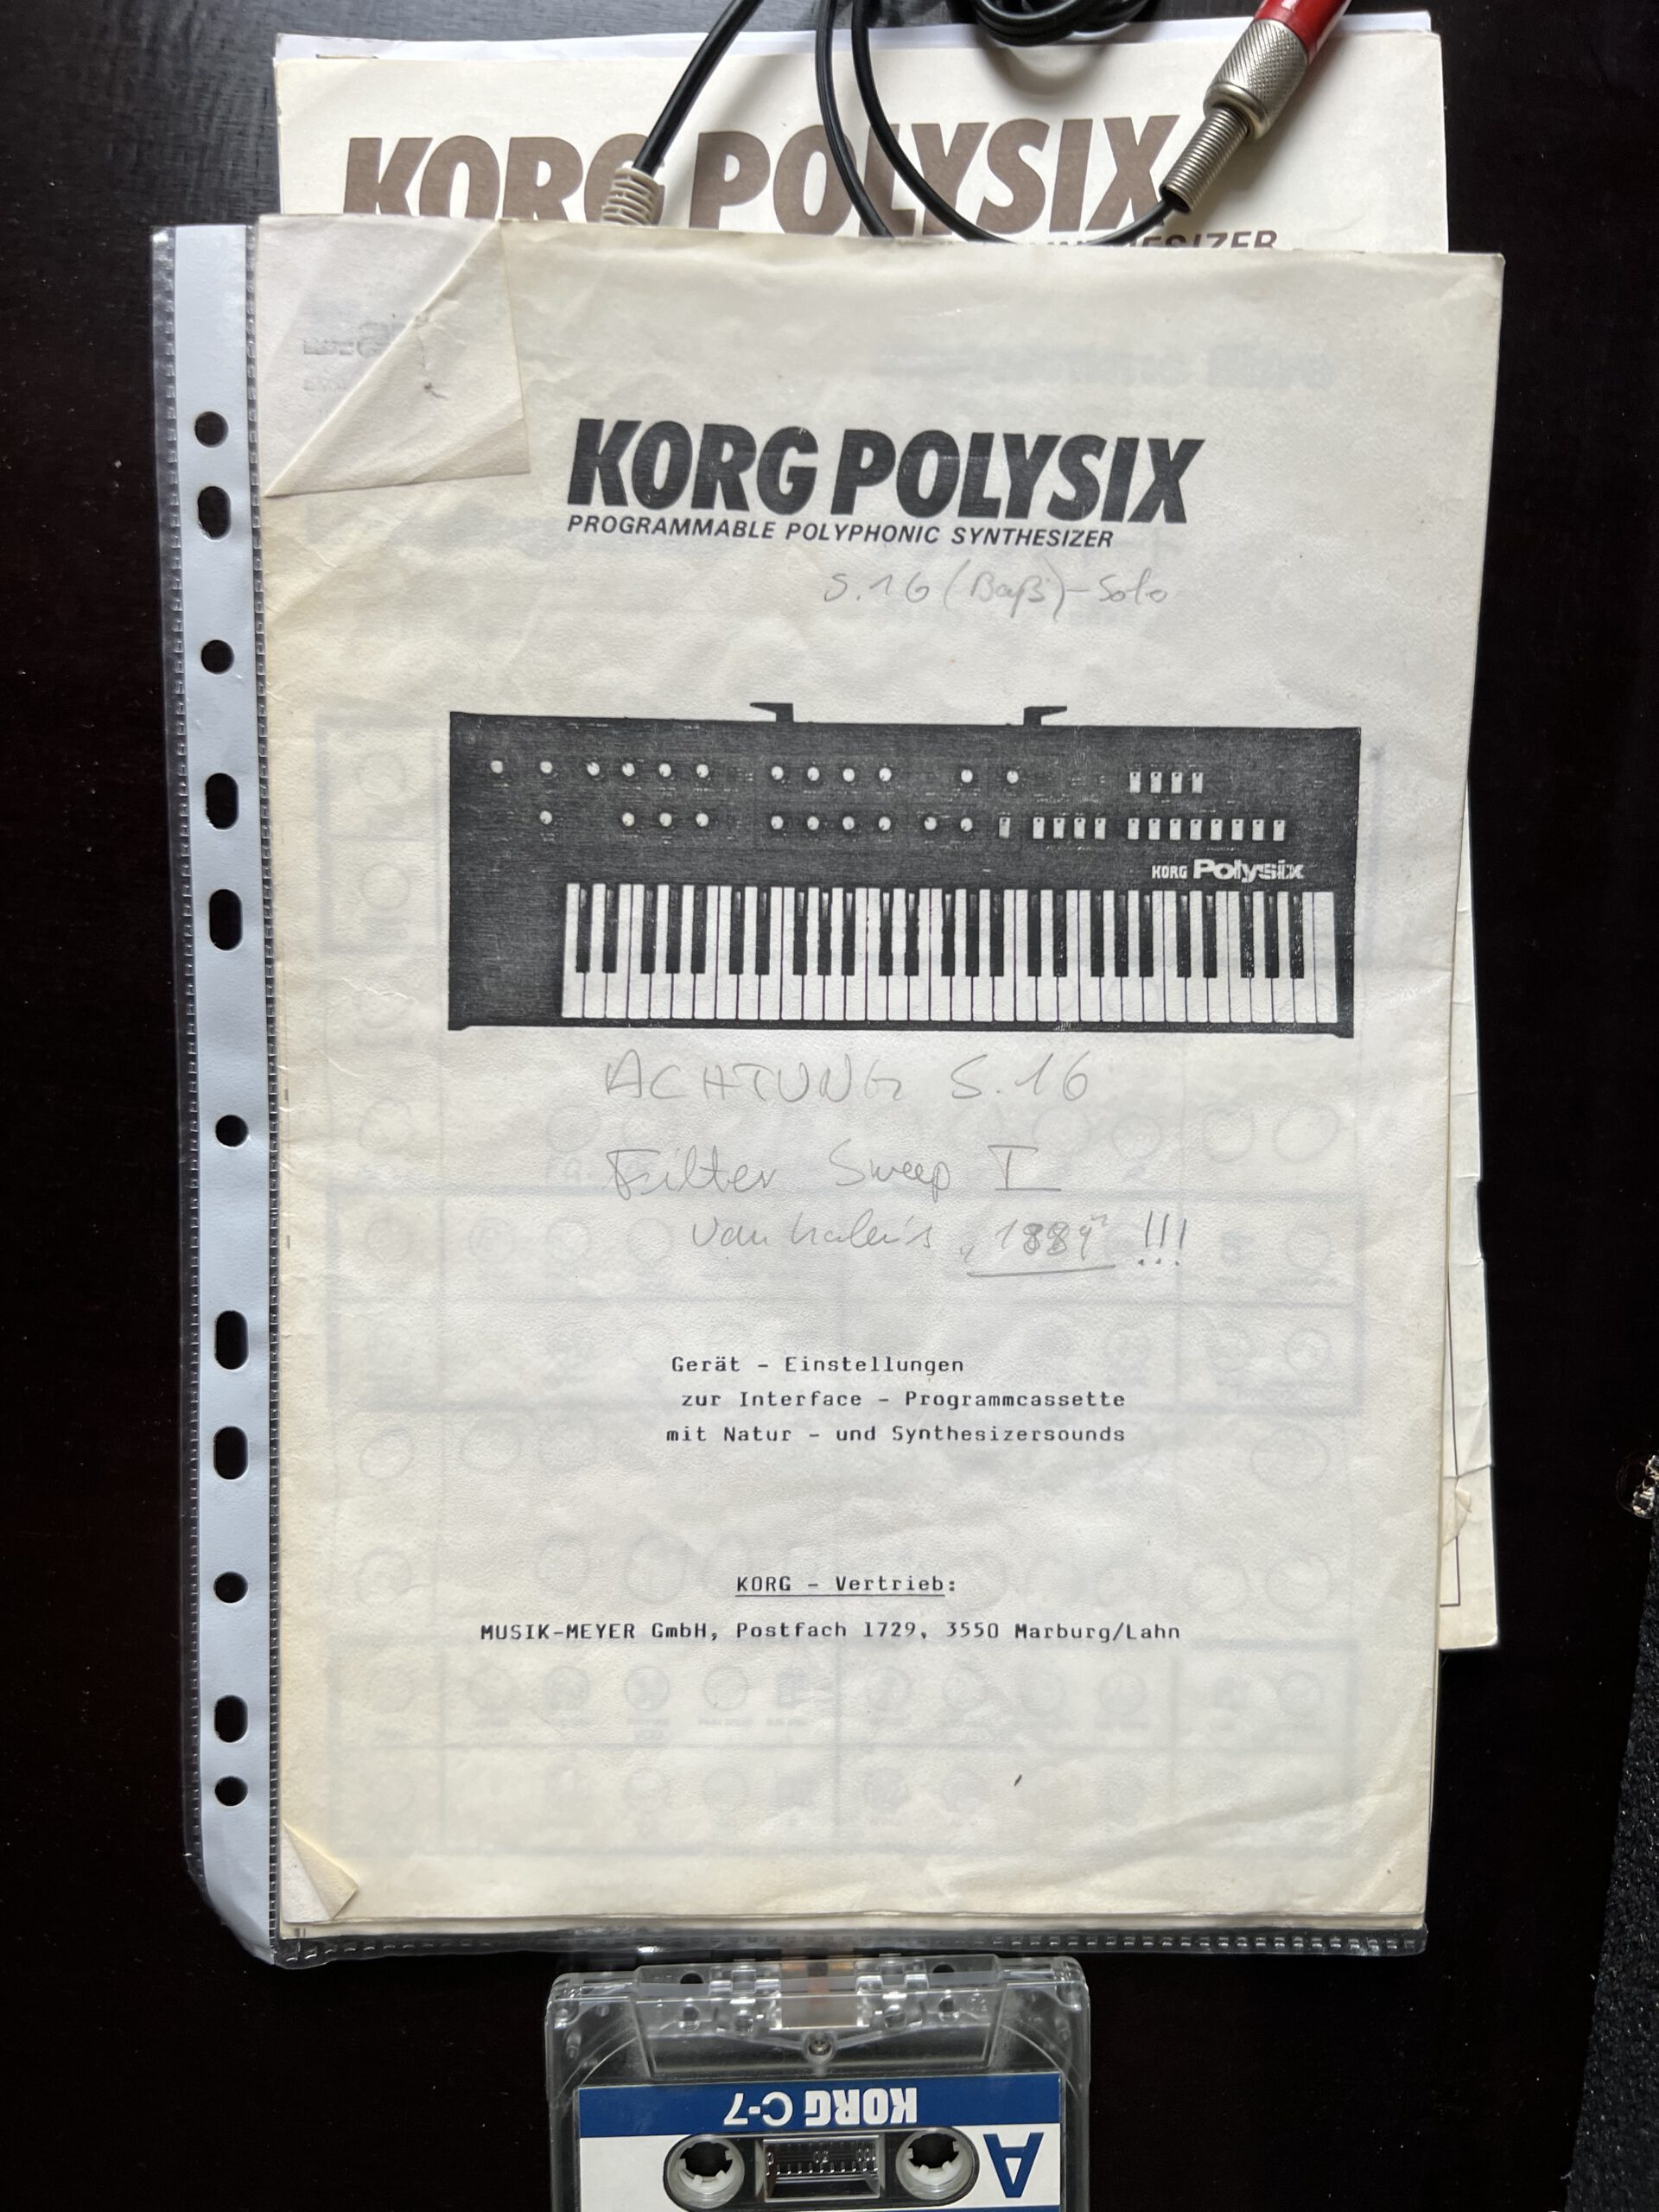 KORG POLYSIX
SYNTHESIZER
KORG POLYSIX
PROGRAMMABLE POLYPHONIC SYNTHESIZER
S.16 (Baß)-Solo
KORG Polysix
ACHTUNG S.16
Filter Sweep I
Van halen's „1884" !!!
Gerät - Einstellungen
zur Interface - Programmcassette
mit Natur - und Synthesizersounds
KORG - Vertrieb:
MUSIK-MEYER GmbH, Postfach 1729, 3550 Marburg/Lahn
KORG C-7
A